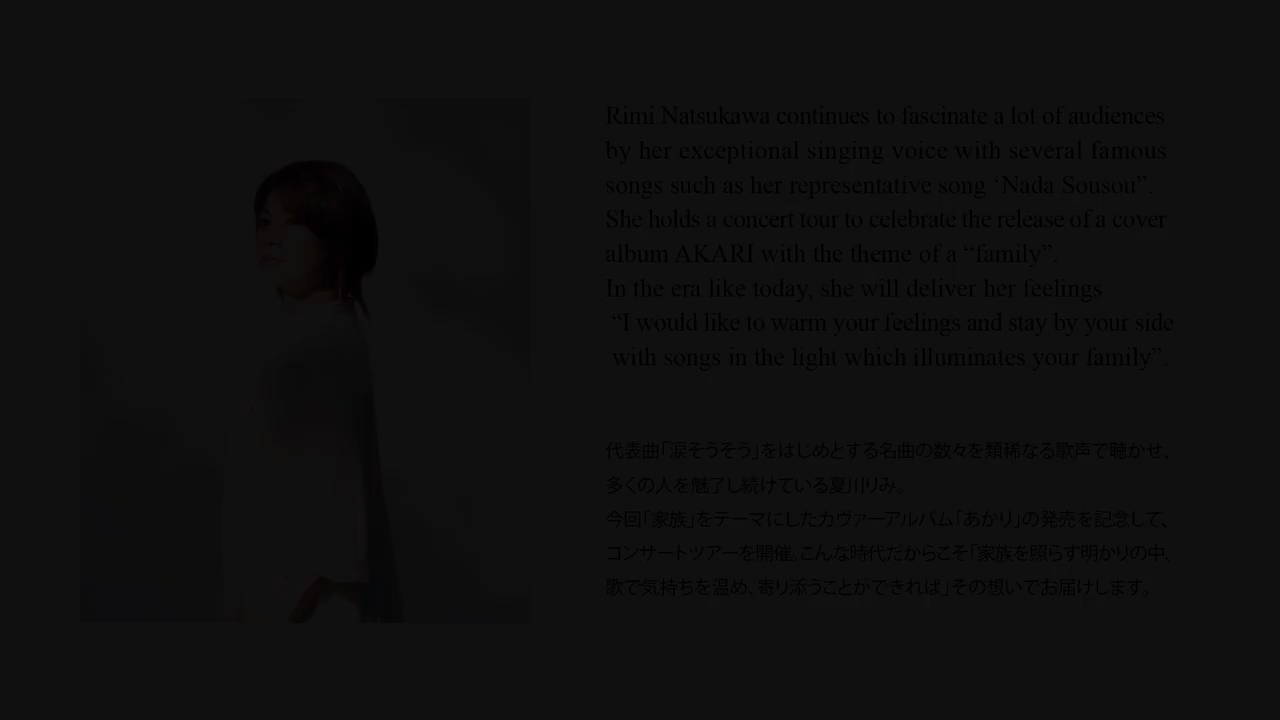 Rimi Natsukawa continues to fascinate a lot of audiences
by her exceptional singing voice with several famous
songs such as her representative song ‘Nada Sousou”.
She holds a concert tour to celebrate the release of a cover
album AKARI with the theme of a “family”.
In the era like today, she will deliver her feelings
“I would like to warm your feelings and stay by your side
with songs in the light which illuminates your family”.
代表曲「涙そうそう」をはじめとする名曲の数々を類稀なる歌声で聴かせ、
多くの人を魅了し続けている夏川りみ。
今回「家族」をテーマにしたカヴァーアルバム「あかり」の発売を記念して、
コンサートツアーを開催。こんな時代だからこそ「家族を照らす明かりの中、
歌で気持ちを温め、寄り添うことができれば」その想いでお届けします。